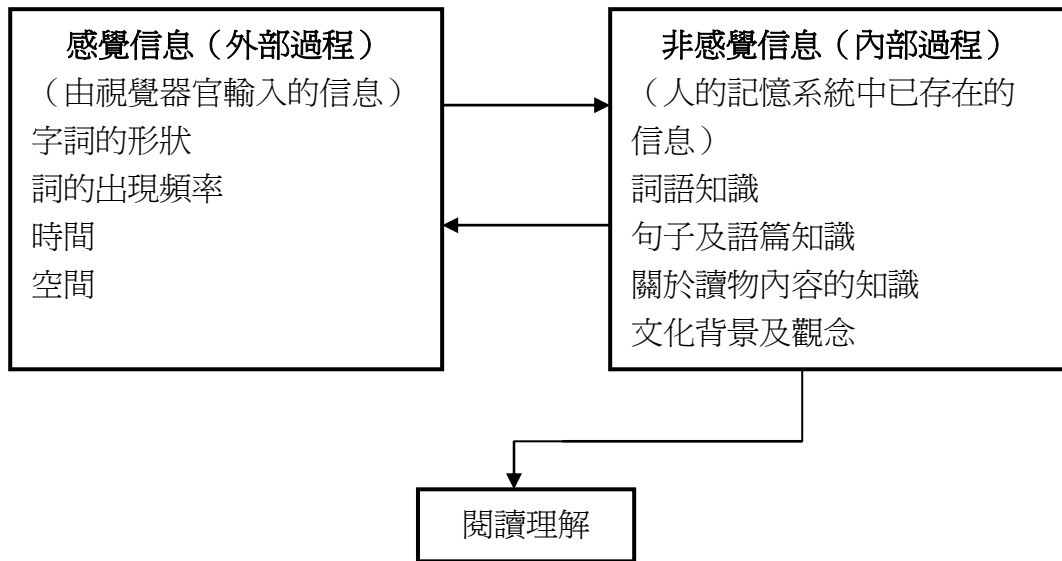 感覺信息（外部過程）
（由視覺器官輸入的信息）
字詞的形狀
詞的出現頻率
時間
空間
非感覺信息（內部過程）
（人的記憶系統中已存在的
信息）
詞語知識
句子及語篇知識
關於讀物內容的知識
文化背景及觀念
閱讀理解